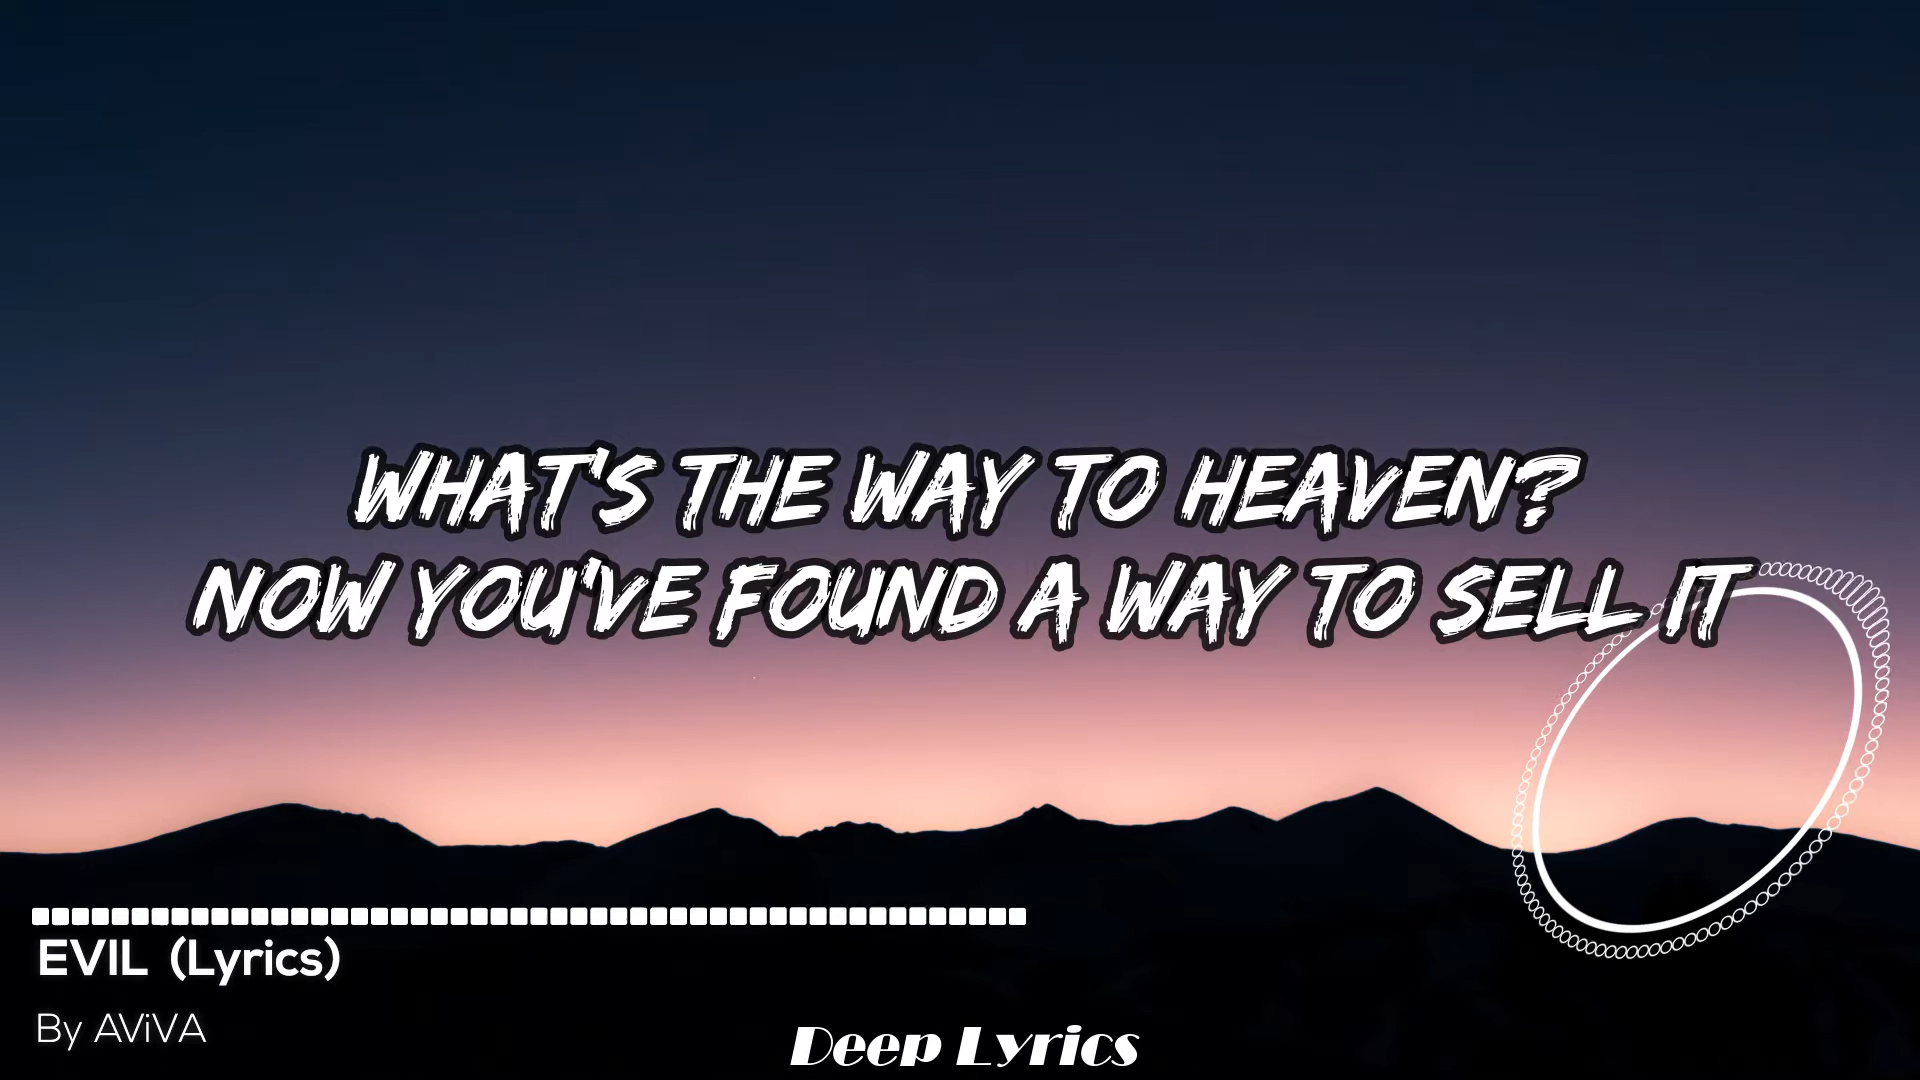 WHAT'S THE WAY TO HEAVEN?
NOW YOU'VE FOUND A WAY TO SELL IT
EVIL (Lyrics)
By AViVA
Deep Lyrics